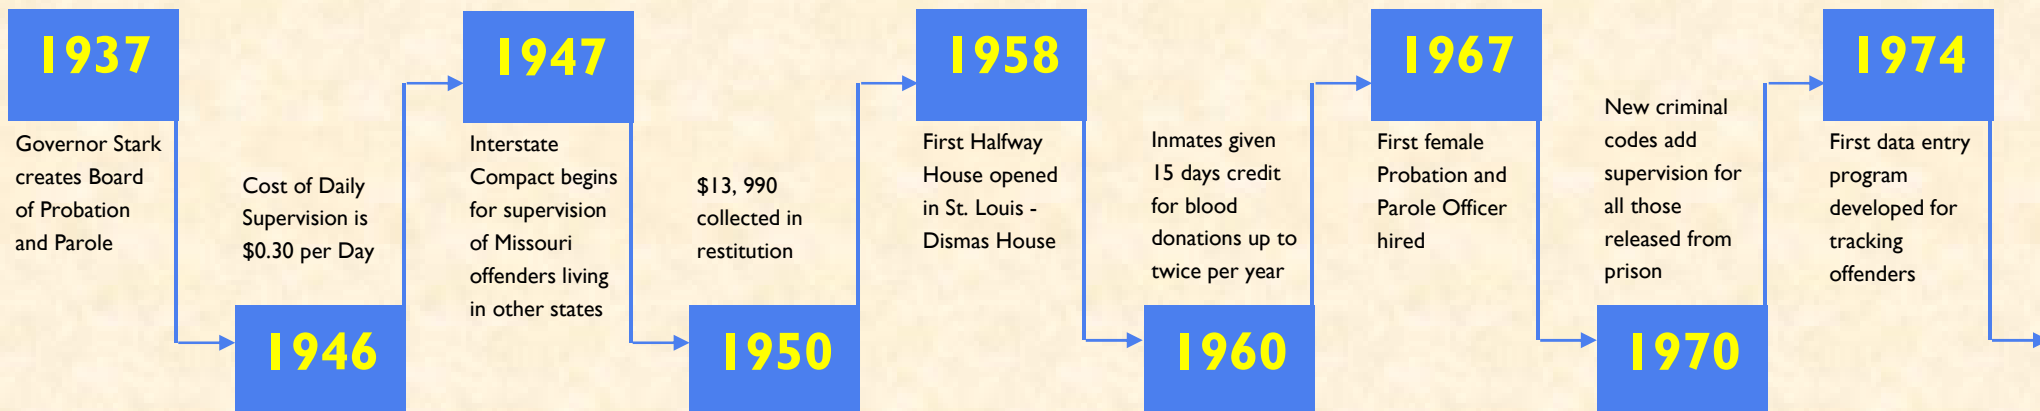 1937
Governor Stark
creates Board
of Probation
and Parole
Cost of Daily
Supervision is
$0.30 per Day
1946
1947
Interstate
Compact begins
for supervision
of Missouri
offenders living
in other states
$13, 990
collected in
restitution
1950
1958
First Halfway
House opened
in St. Louis -
Dismas House
Inmates given
15 days credit
for blood
donations up to
twice per year
1960
1967
First female
Probation and
Parole Officer
hired
New criminal
codes add
supervision for
all those
released from
prison
1970
1974
First data entry
program
developed for
tracking
offenders